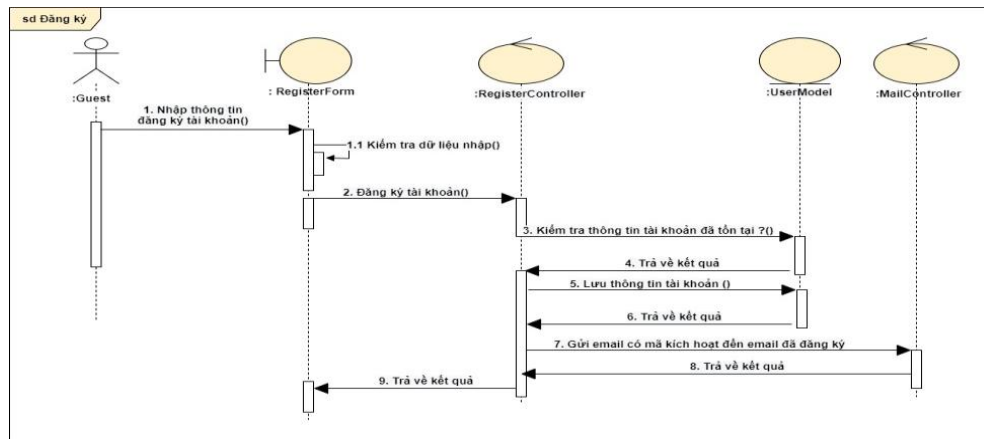 sd Đăng ký
:Guest
: RegisterForm
:RegisterController
:UserModel
:MailController
1. Nhập thông tin
đăng ký tài khoản()
1.1 Kiểm tra dữ liệu nhập()
2. Đăng ký tài khoản()
3. Kiểm tra thông tin tài khoản đã tồn tại ?()
4. Trả về kết quả
5. Lưu thông tin tài khoản ()
6. Trả về kết quả
7. Gửi email có mã kích hoạt đến email đã đăng ký
8. Trả về kết quả
9. Trả về kết quả